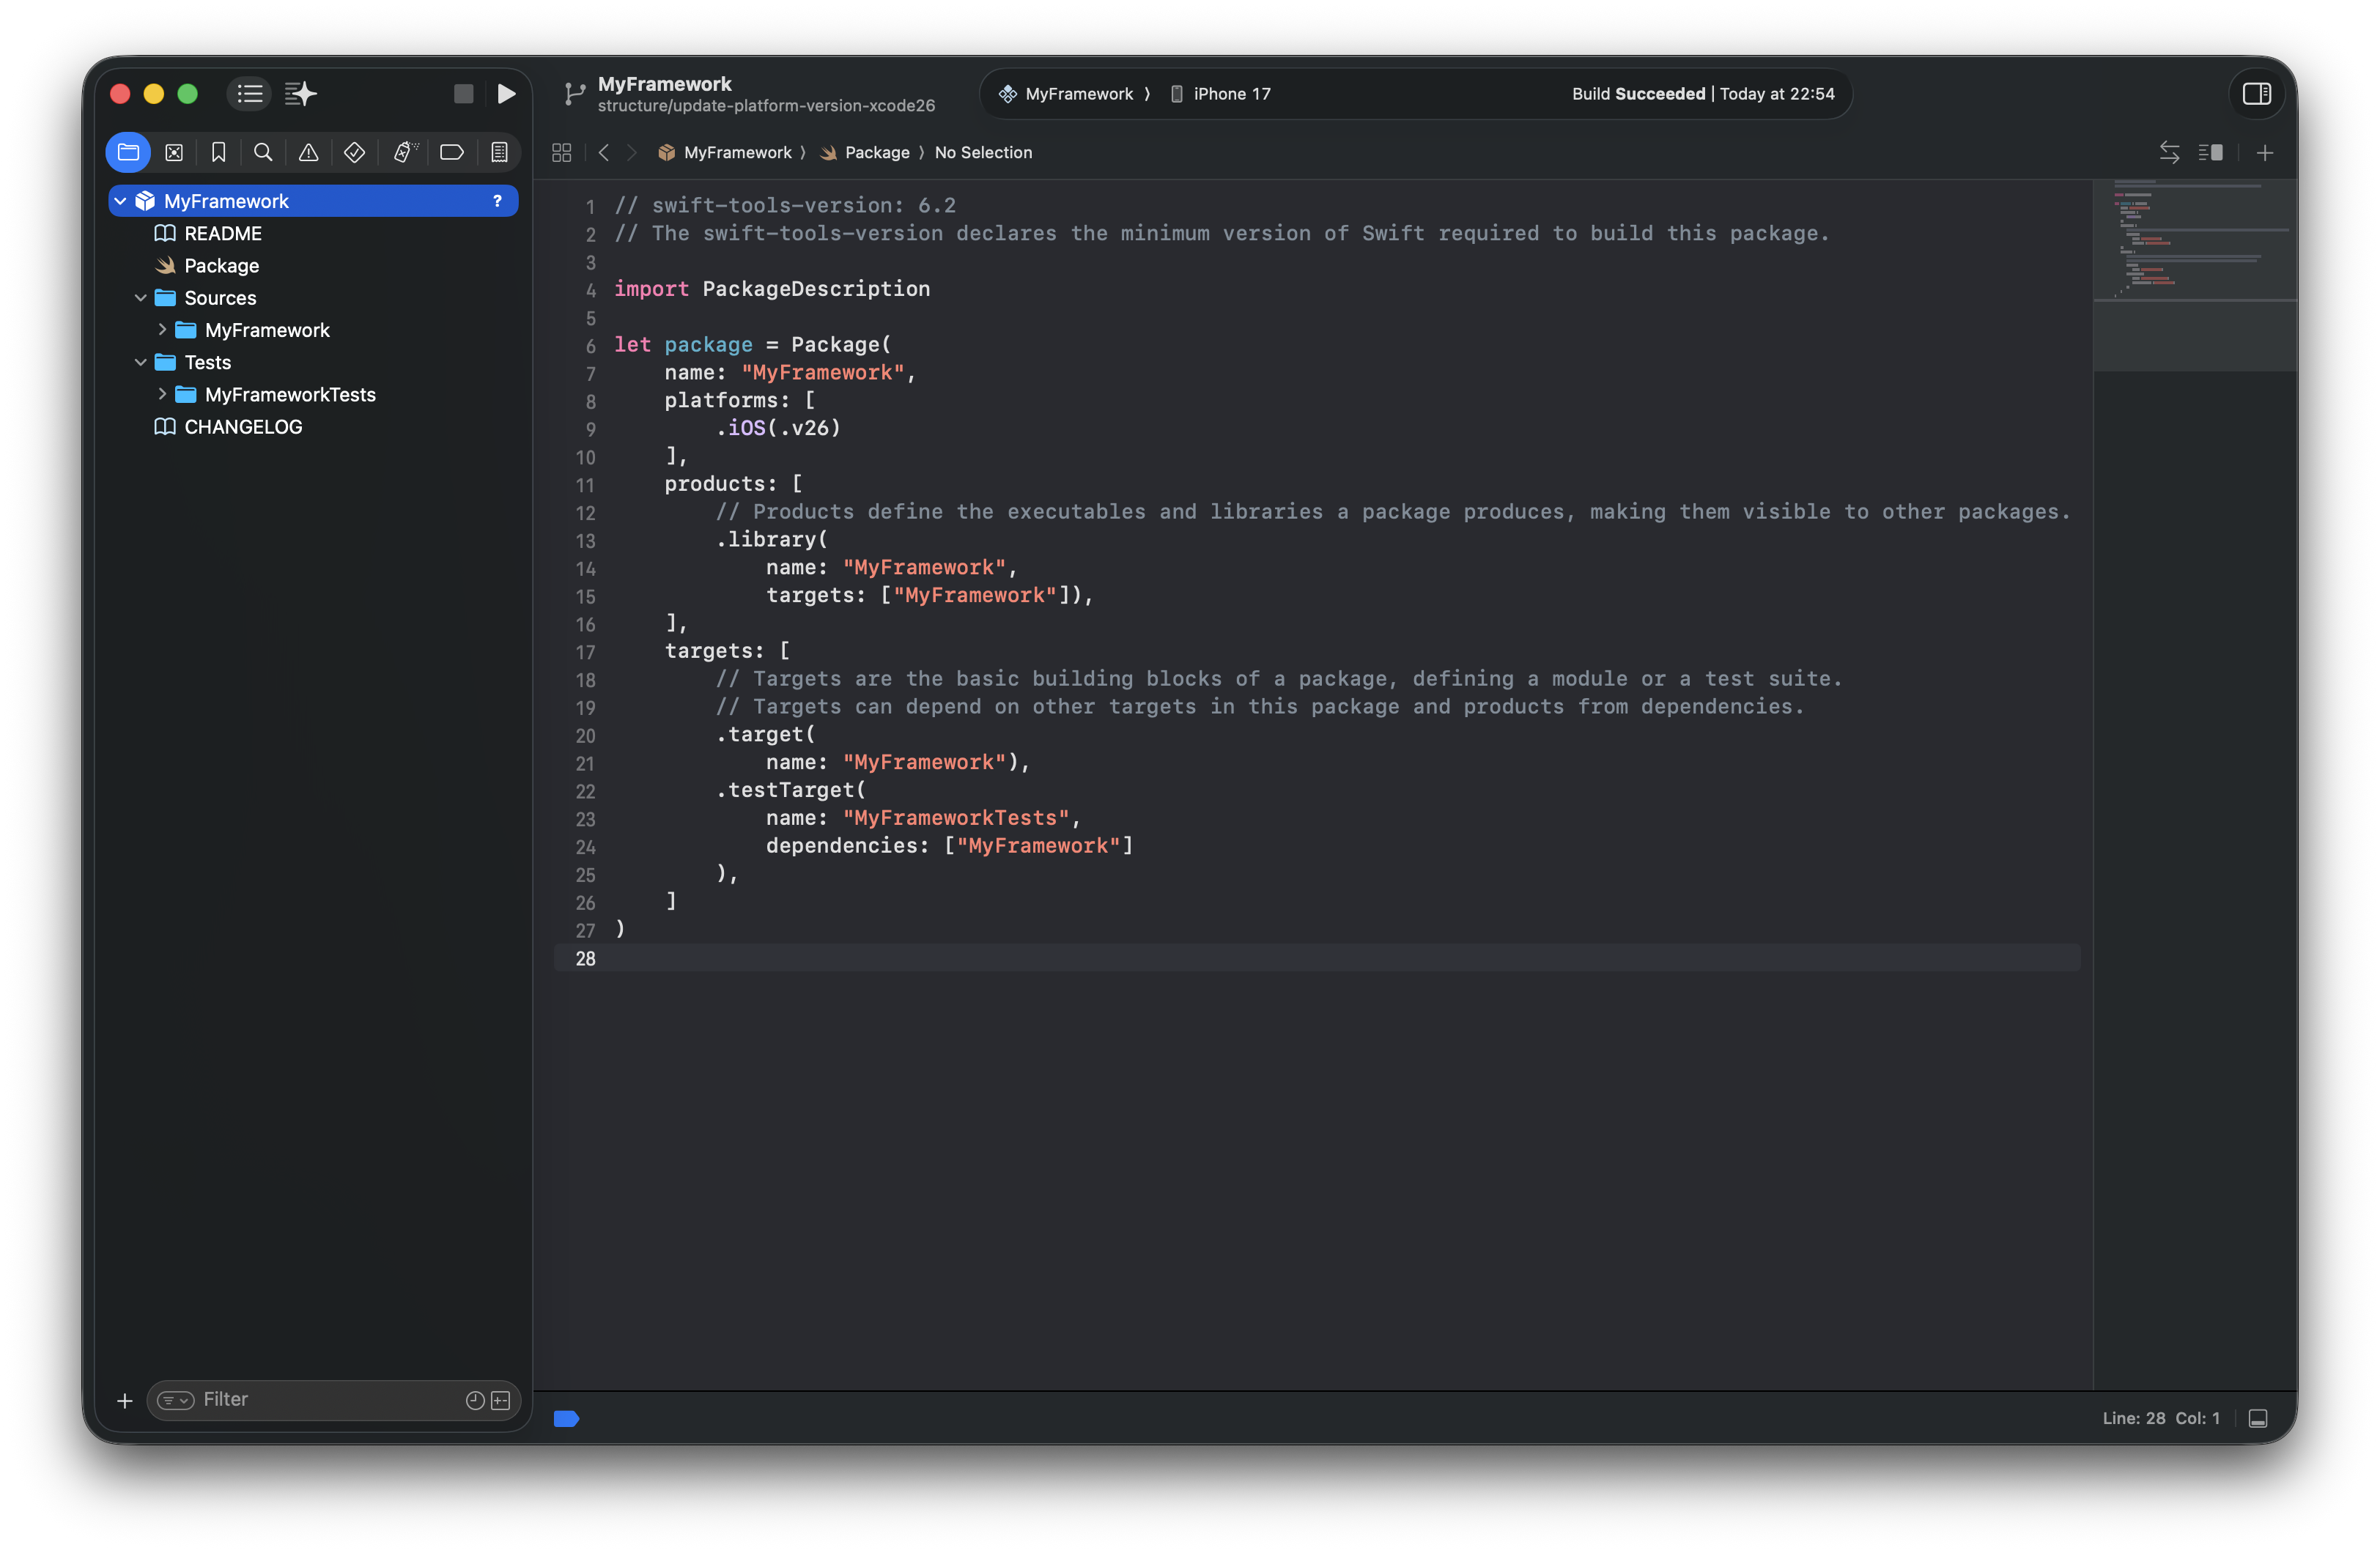 MyFramework
structure/update-platform-version-xcode26
MyFramework
iPhone 17
Build Succeeded | Today at 22:54
MyFramework
Package
No Selection
MyFramework
?
README
Package
Sources
MyFramework
Tests
MyFrameworkTests
CHANGELOG
1 // swift-tools-version: 6.2
2 // The swift-tools-version declares the minimum version of Swift required to build this package.
3
4 import PackageDescription
5
6 let package = Package(
7 name: "MyFramework",
8 platforms: [
9 .iOS(.v26)
10 ],
11 products: [
12 // Products define the executables and libraries a package produces, making them visible to other packages.
13 .library(
14 name: "MyFramework",
15 targets: ["MyFramework"]),
16 ],
17 targets: [
18 // Targets are the basic building blocks of a package, defining a module or a test suite.
19 // Targets can depend on other targets in this package and products from dependencies.
20 .target(
21 name: "MyFramework"),
22 .testTarget(
23 name: "MyFrameworkTests",
24 dependencies: ["MyFramework"]
25 ),
26 ]
27 )
28
Filter
Line: 28 Col: 1